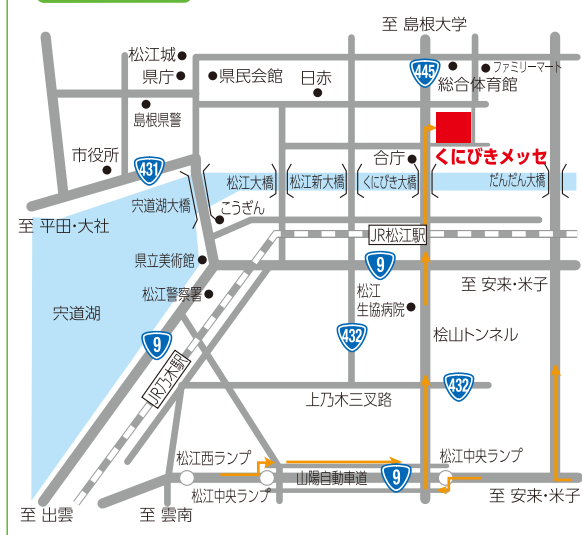 至 島根大学
松江城
県庁
県民会館
日赤
445
総合体育館
ファミリーマート
島根県警
市役所
431
合庁
くにびきメッセ
松江大橋
松江新大橋
くにびき大橋
だんだん大橋
宍道湖大橋
こうぎん
至 平田・大社
JR松江駅
県立美術館
9
至 安来・米子
松江警察署
松江
生協病院
宍道湖
9
432
桧山トンネル
JR乃木駅
432
上乃木三叉路
松江西ランプ
松江中央ランプ
山陽自動車道
9
松江中央ランプ
至 安来・米子
至 出雲
至 雲南